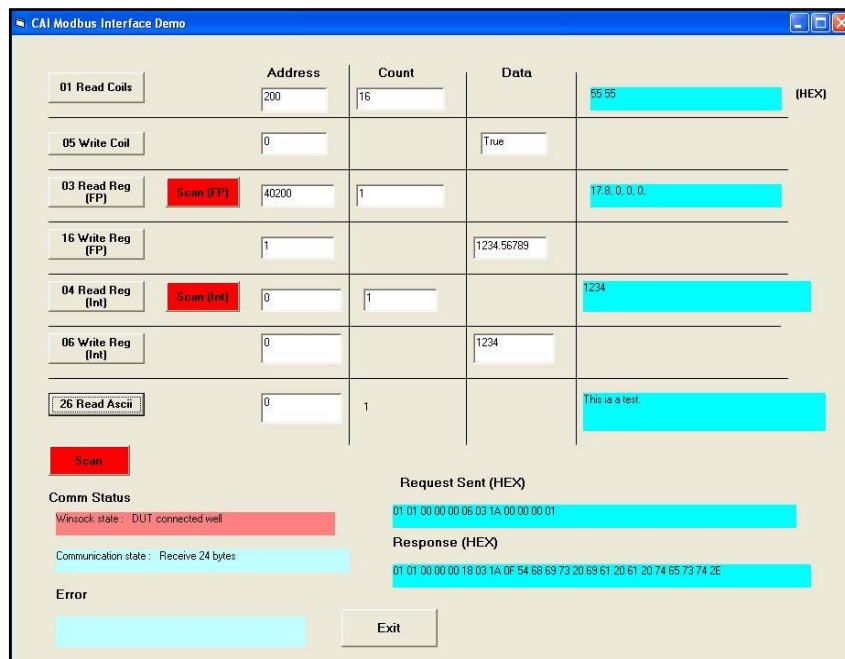 CAI Modbus Interface Demo
Address Count Data
01 Read Coils 200 16 55 55 (HEX)
05 Write Coil 0 True
03 Read Reg
(FP) Scan (FP) 40200 1 17.8, 0, 0, 0,
16 Write Reg
(FP) 1 1234.56789
04 Read Reg
(Int) Scan (Int) 0 1 1234
06 Write Reg
(Int) 0 1234
26 Read Ascii 0 1 This ia a test.
Scan
Request Sent (HEX)
Comm Status
01 01 00 00 00 06 03 1A 00 00 00 01
Winsock state : DUT connected well
Response (HEX)
Communication state : Receive 24 bytes
01 01 00 00 00 18 03 1A 0F 54 68 69 73 20 69 61 20 61 20 74 65 73 74 2E
Error
Exit